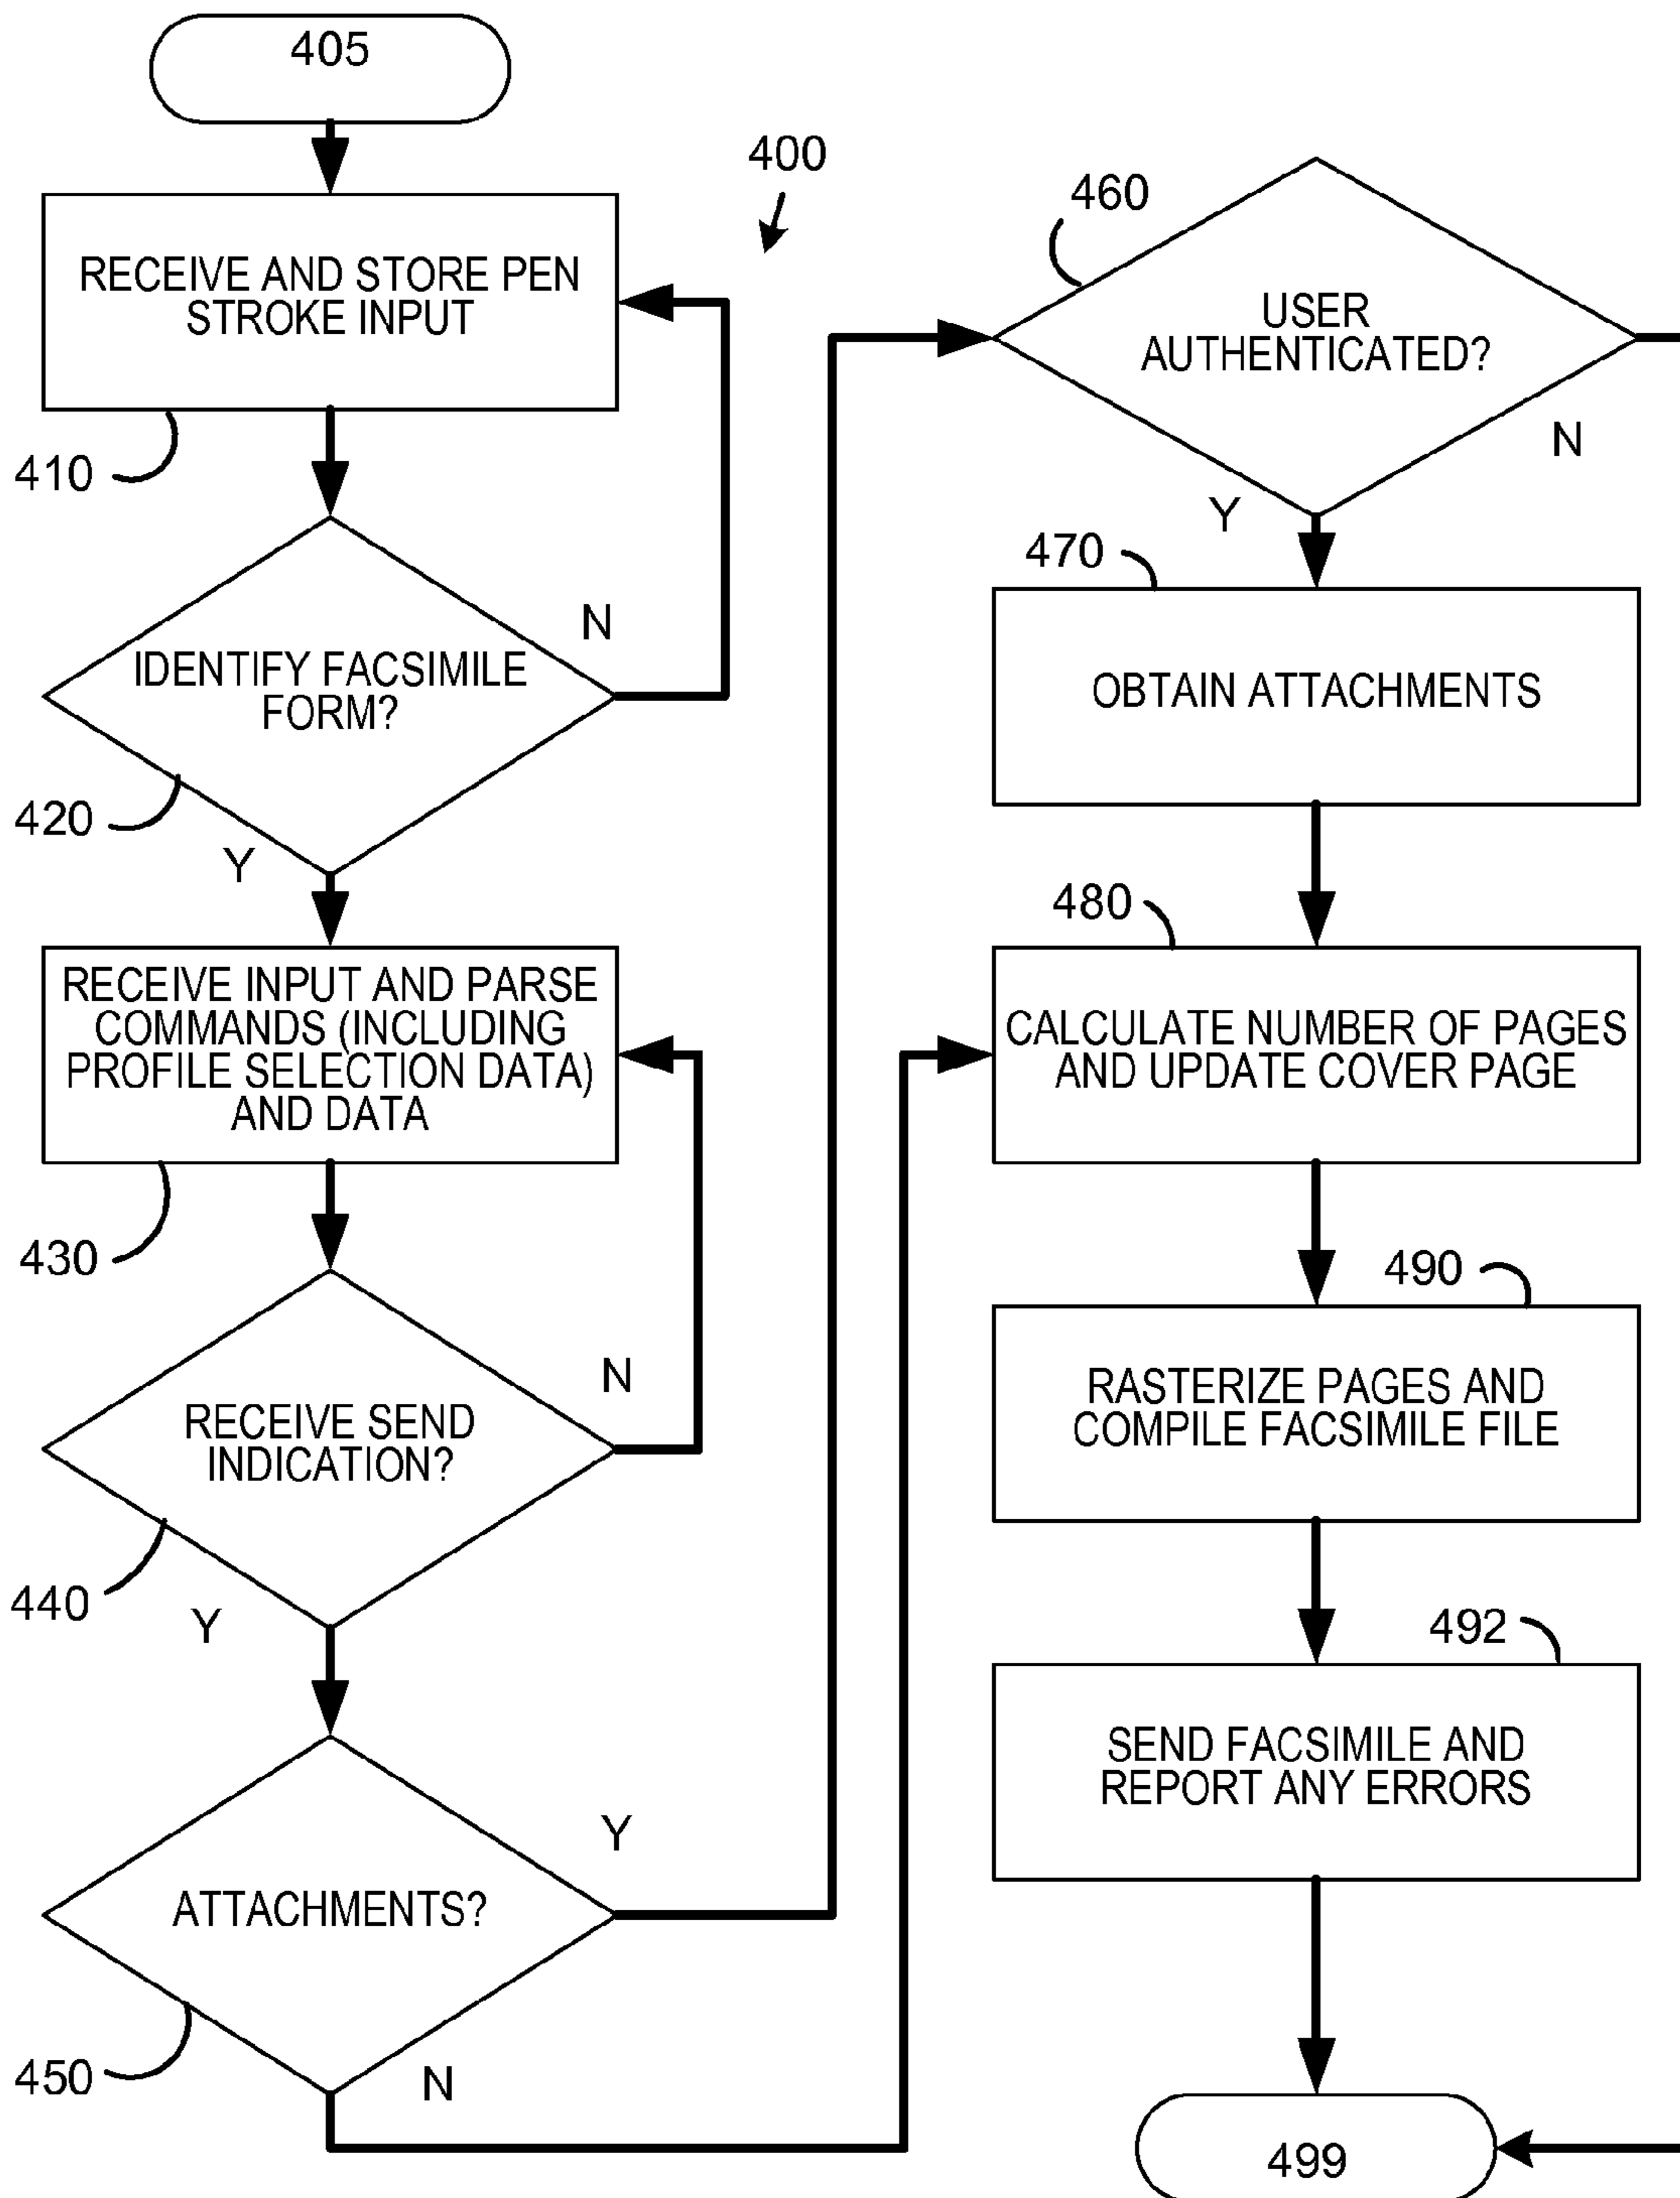 405
400
RECEIVE AND STORE PEN
STROKE INPUT
410
IDENTIFY FACSIMILE
FORM?
N
420
Y
RECEIVE INPUT AND PARSE
COMMANDS (INCLUDING
PROFILE SELECTION DATA)
AND DATA
430
RECEIVE SEND
INDICATION?
N
440
Y
ATTACHMENTS?
Y
450
N
460
USER
AUTHENTICATED?
N
Y
470
OBTAIN ATTACHMENTS
480
CALCULATE NUMBER OF PAGES
AND UPDATE COVER PAGE
490
RASTERIZE PAGES AND
COMPILE FACSIMILE FILE
492
SEND FACSIMILE AND
REPORT ANY ERRORS
499